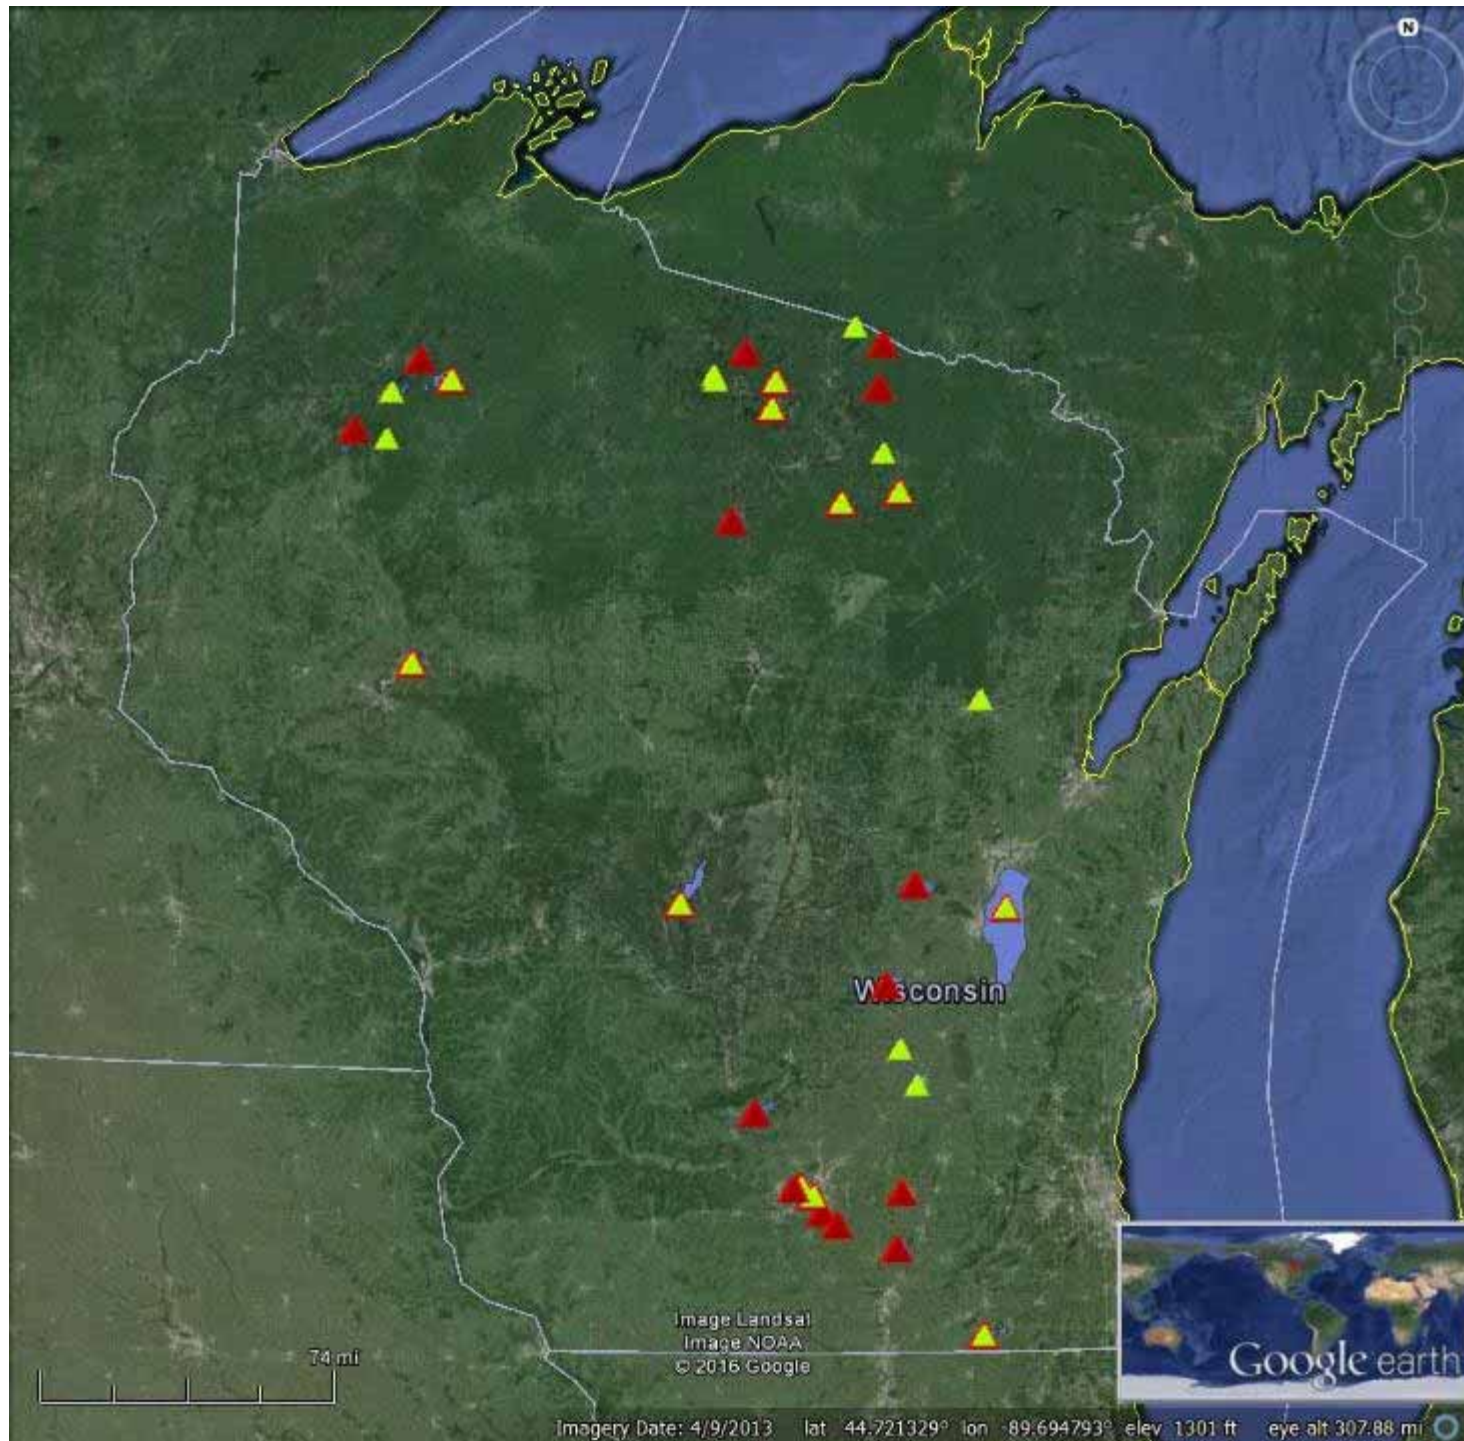 N
Wisconsin
Image Landsat
Image NOAA
© 2016 Google
74 mi
Google earth
Imagery Date: 4/9/2013 lat 44.721329° lon -89.694793° elev 1301 ft eye alt 307.88 mi